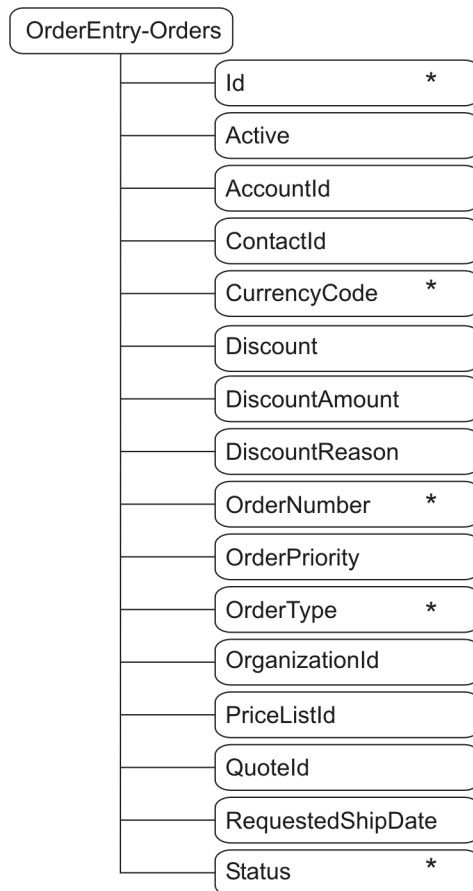 OrderEntry-Orders
Id *
Active
AccountId
ContactId
CurrencyCode *
Discount
DiscountAmount
DiscountReason
OrderNumber *
OrderPriority
OrderType *
OrganizationId
PriceListId
QuoteId
RequestedShipDate
Status *